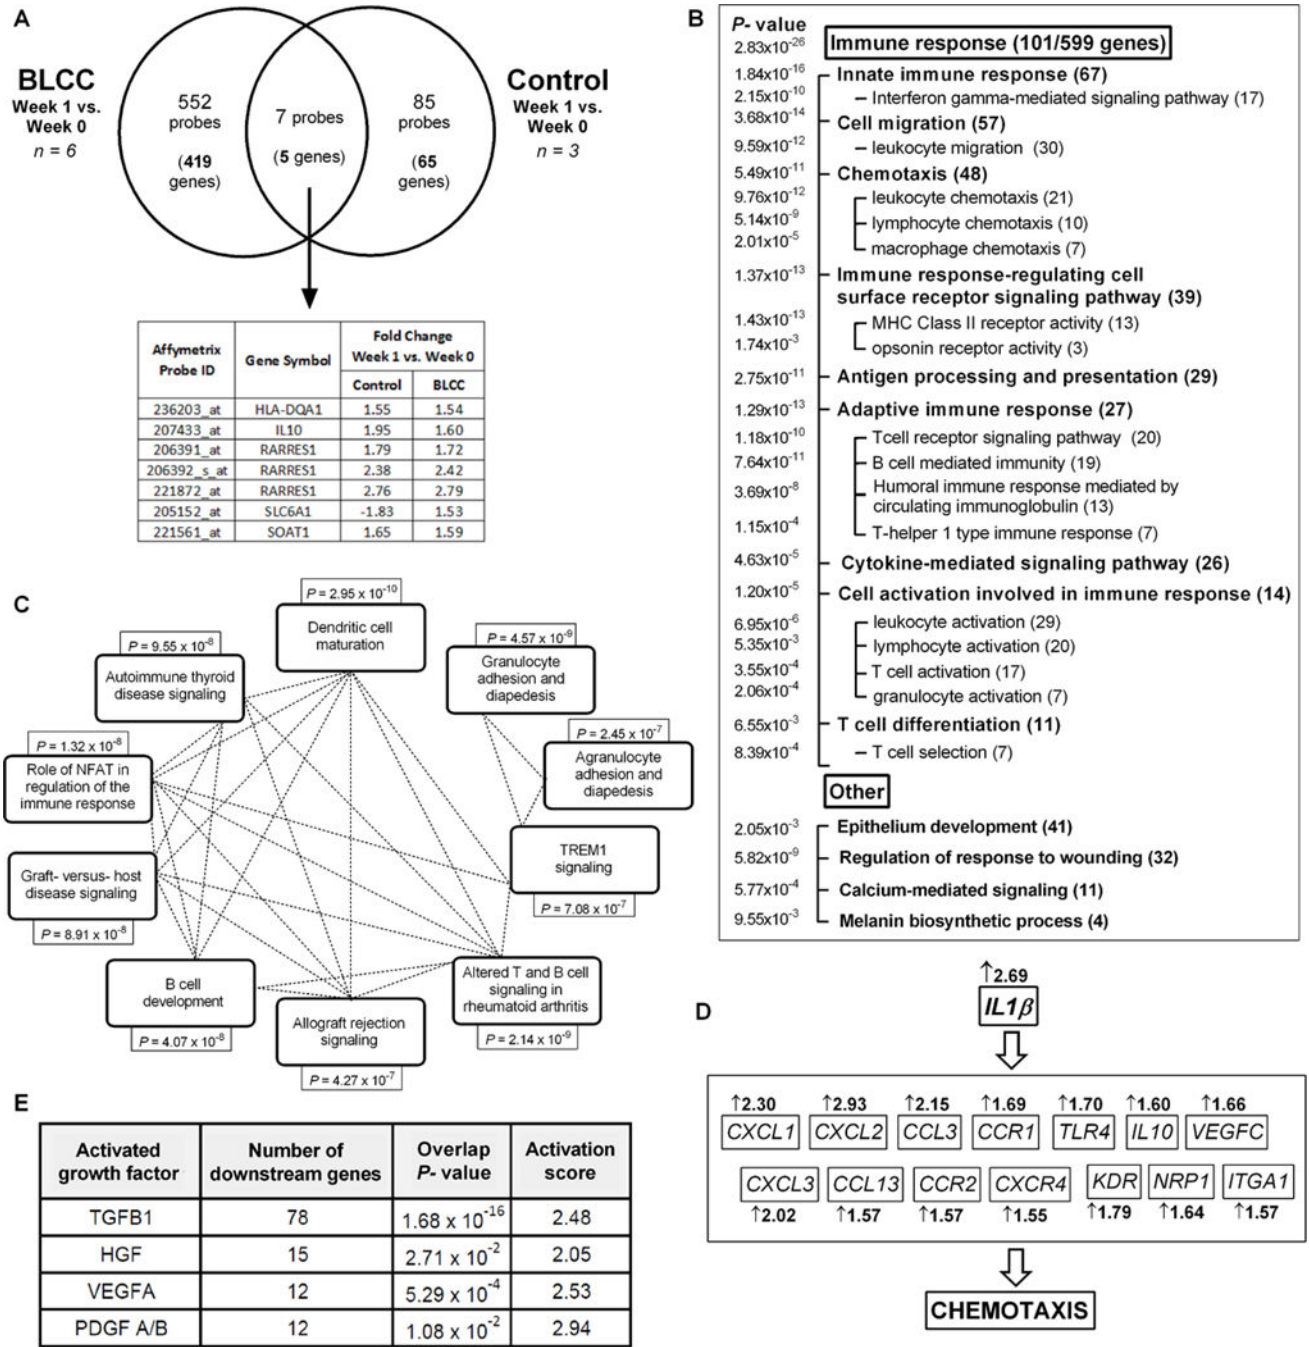 A
BLCC
Week 1 vs.
Week 0
n = 6
552
probes
(419
genes)
7 probes
(5 genes)
85
probes
(65
genes)
Control
Week 1 vs.
Week 0
n = 3
Affymetrix
Probe ID
Gene Symbol
Fold Change
Week 1 vs. Week 0
Control BLCC
236203_at HLA-DQA1 1.55 1.54
207433_at IL10 1.95 1.60
206391_at RARRES1 1.79 1.72
206392_s_at RARRES1 2.38 2.42
221872_at RARRES1 2.76 2.79
205152_at SLC6A1 -1.83 1.53
221561_at SOAT1 1.65 1.59
B
P- value
2.83x10⁻²⁶ Immune response (101/599 genes)
1.84x10⁻¹⁶ Innate immune response (67)
2.15x10⁻¹⁰ – Interferon gamma-mediated signaling pathway (17)
3.68x10⁻¹⁴ Cell migration (57)
9.59x10⁻¹² – leukocyte migration (30)
5.49x10⁻¹¹ Chemotaxis (48)
9.76x10⁻¹² leukocyte chemotaxis (21)
5.14x10⁻⁹ lymphocyte chemotaxis (10)
2.01x10⁻⁵ macrophage chemotaxis (7)
1.37x10⁻¹³ Immune response-regulating cell
surface receptor signaling pathway (39)
1.43x10⁻¹³ MHC Class II receptor activity (13)
1.74x10⁻³ opsonin receptor activity (3)
2.75x10⁻¹¹ Antigen processing and presentation (29)
1.29x10⁻¹³ Adaptive immune response (27)
1.18x10⁻¹⁰ Tcell receptor signaling pathway (20)
7.64x10⁻¹¹ B cell mediated immunity (19)
3.69x10⁻⁸ Humoral immune response mediated by
circulating immunoglobulin (13)
1.15x10⁻⁴ T-helper 1 type immune response (7)
4.63x10⁻⁵ Cytokine-mediated signaling pathway (26)
1.20x10⁻⁵ Cell activation involved in immune response (14)
6.95x10⁻⁶ leukocyte activation (29)
5.35x10⁻³ lymphocyte activation (20)
3.55x10⁻⁴ T cell activation (17)
2.06x10⁻⁴ granulocyte activation (7)
6.55x10⁻³ T cell differentiation (11)
8.39x10⁻⁴ – T cell selection (7)
Other
2.05x10⁻³ Epithelium development (41)
5.82x10⁻⁹ Regulation of response to wounding (32)
5.77x10⁻⁴ Calcium-mediated signaling (11)
9.55x10⁻³ Melanin biosynthetic process (4)
C
P = 2.95 x 10⁻¹⁰
Dendritic cell
maturation
P = 4.57 x 10⁻⁹
Granulocyte
adhesion and
diapedesis
P = 2.45 x 10⁻⁷
Agranulocyte
adhesion and
diapedesis
TREM1
signaling
P = 7.08 x 10⁻⁷
Altered T and B cell
signaling in
rheumatoid arthritis
P = 2.14 x 10⁻⁹
Allograft rejection
signaling
P = 4.27 x 10⁻⁷
B cell
development
P = 4.07 x 10⁻⁸
Graft- versus- host
disease signaling
P = 8.91 x 10⁻⁸
P = 1.32 x 10⁻⁸
Role of NFAT in
regulation of the
immune response
P = 9.55 x 10⁻⁸
Autoimmune thyroid
disease signaling
D
↑2.69
IL1β
↑2.30 ↑2.93 ↑2.15 ↑1.69 ↑1.70 ↑1.60 ↑1.66
CXCL1 CXCL2 CCL3 CCR1 TLR4 IL10 VEGFC
CXCL3 CCL13 CCR2 CXCR4 KDR NRP1 ITGA1
↑2.02 ↑1.57 ↑1.57 ↑1.55 ↑1.79 ↑1.64 ↑1.57
CHEMOTAXIS
E
Activated
growth factor
Number of
downstream genes
Overlap
P- value
Activation
score
TGFB1 78 1.68 x 10⁻¹⁶ 2.48
HGF 15 2.71 x 10⁻² 2.05
VEGFA 12 5.29 x 10⁻⁴ 2.53
PDGF A/B 12 1.08 x 10⁻² 2.94